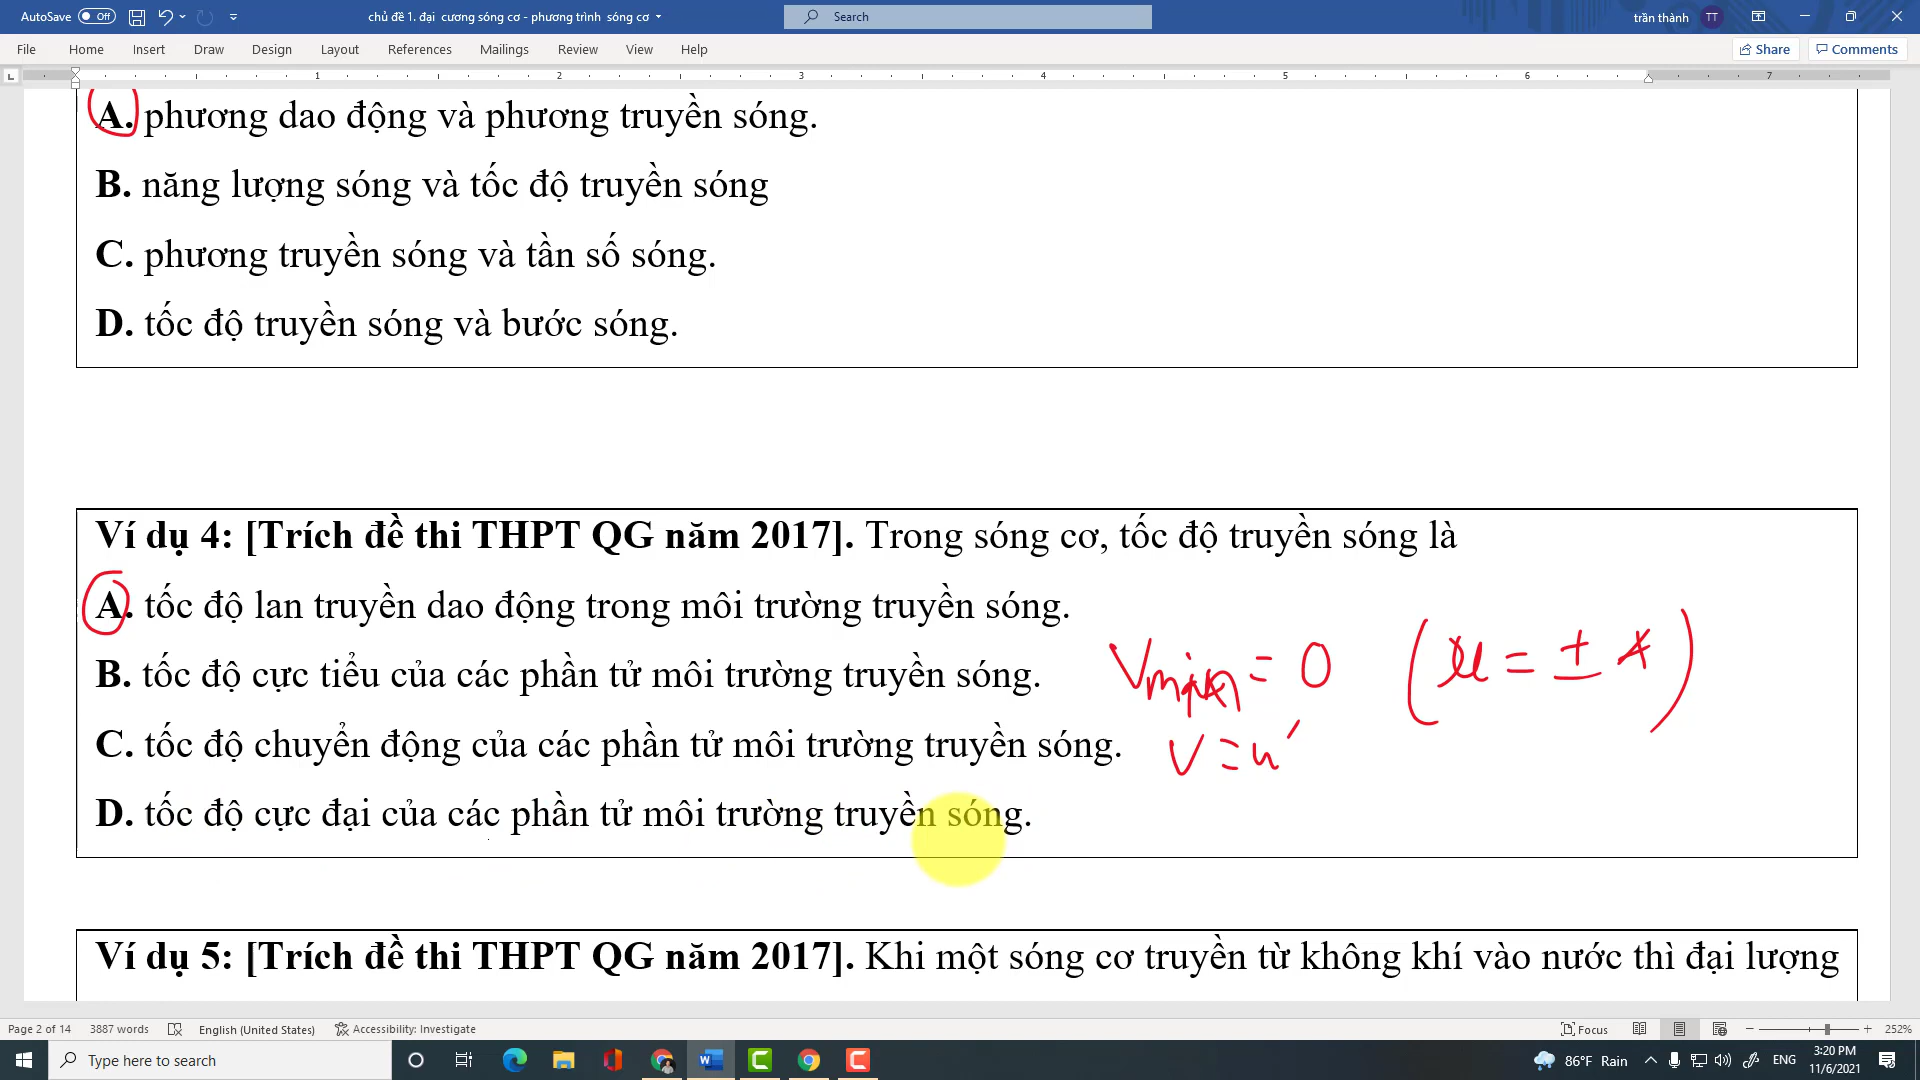 AutoSave Off chủ đề 1. đại cương sóng cơ - phương trình sóng cơ Search trần thành TT
File Home Insert Draw Design Layout References Mailings Review View Help Share Comments
1 2 3 4 5 6 7
A. phương dao động và phương truyền sóng.
B. năng lượng sóng và tốc độ truyền sóng
C. phương truyền sóng và tần số sóng.
D. tốc độ truyền sóng và bước sóng.
Ví dụ 4: [Trích đề thi THPT QG năm 2017]. Trong sóng cơ, tốc độ truyền sóng là
A. tốc độ lan truyền dao động trong môi trường truyền sóng.
B. tốc độ cực tiểu của các phần tử môi trường truyền sóng.
Vmin = 0 (u = ± A)
C. tốc độ chuyển động của các phần tử môi trường truyền sóng.
V = u'
D. tốc độ cực đại của các phần tử môi trường truyền sóng.
Ví dụ 5: [Trích đề thi THPT QG năm 2017]. Khi một sóng cơ truyền từ không khí vào nước thì đại lượng
Page 2 of 14 3887 words English (United States) Accessibility: Investigate Focus 252%
Type here to search 86°F Rain ENG 3:20 PM
11/6/2021